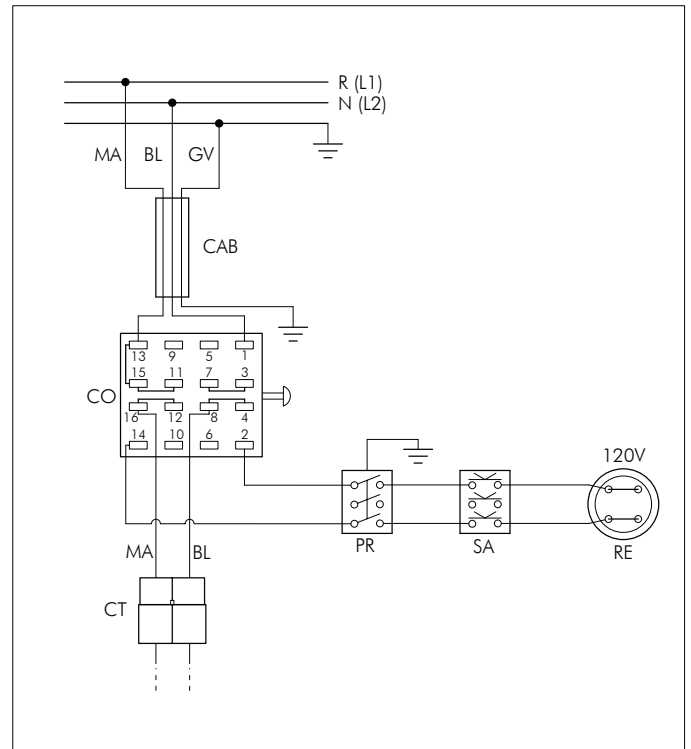 R (L1)
N (L2)
MA BL GV
CAB
13 9 5 1
15 11 7 3
CO
16 12 8 4
14 10 6 2
120V
PR SA RE
MA BL
CT